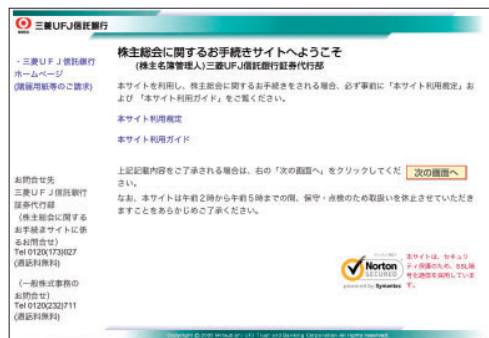 三菱UFJ信託銀行
・三菱UFJ信託銀行
ホームページ
(諸届用紙等のご請求)
株主総会に関するお手続きサイトへようこそ
(株主名簿管理人)三菱UFJ信託銀行証券代行部
本サイトを利用し、株主総会に関するお手続きをされる場合、必ず事前に「本サイト利用規定」お
よび 「本サイト利用ガイド」をご覧ください。
本サイト利用規定
本サイト利用ガイド
上記記載内容をご了承される場合は、右の「次の画面へ」をクリックしてくだ
さい。
次の画面へ
なお、本サイトは午前2時から午前5時までの間、保守・点検のため取扱いを休止させていただき
ますことをあらかじめご了承ください。
お問合せ先
三菱UFJ信託銀行
証券代行部
(株主総会に関する
お手続きサイトに係
るお問合せ)
Tel 0120(173)027
(通話料無料)
(一般株式事務の
お問合せ)
Tel 0120(232)711
(通話料無料)
Norton
SECURED
powered by Symantec
本サイトは、セキュリ
ティ保護のため、SSL暗
号化通信を採用していま
す。
Copyright © 2005 Mitsubishi UFJ Trust and Banking Corporation All rights reserved.